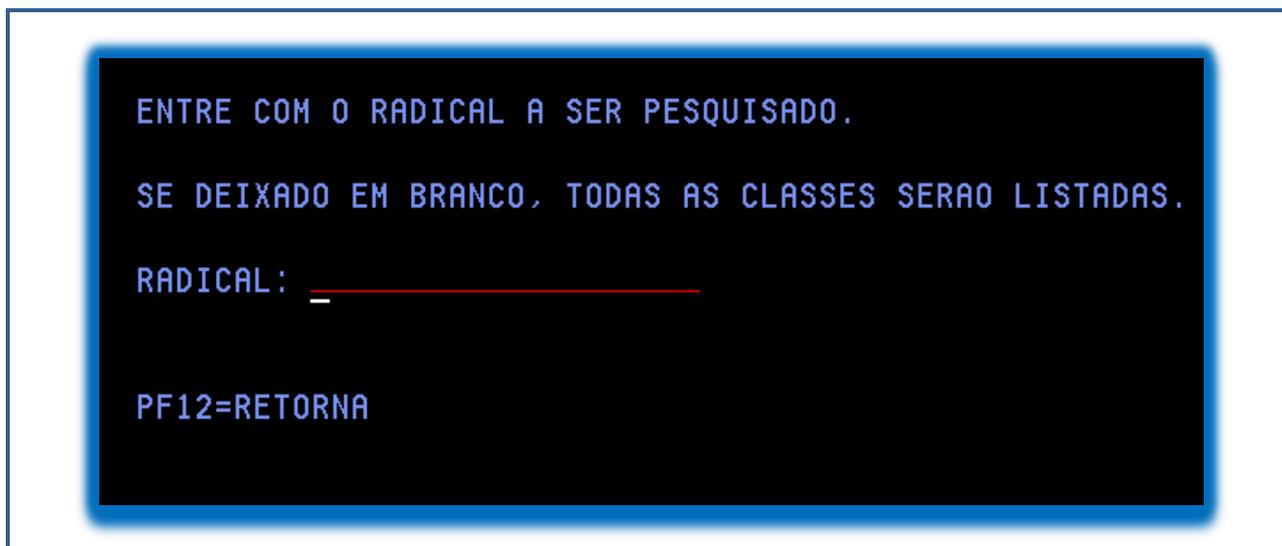 ENTRE COM O RADICAL A SER PESQUISADO.
SE DEIXADO EM BRANCO, TODAS AS CLASSES SERAO LISTADAS.
RADICAL:
PF12=RETORNA